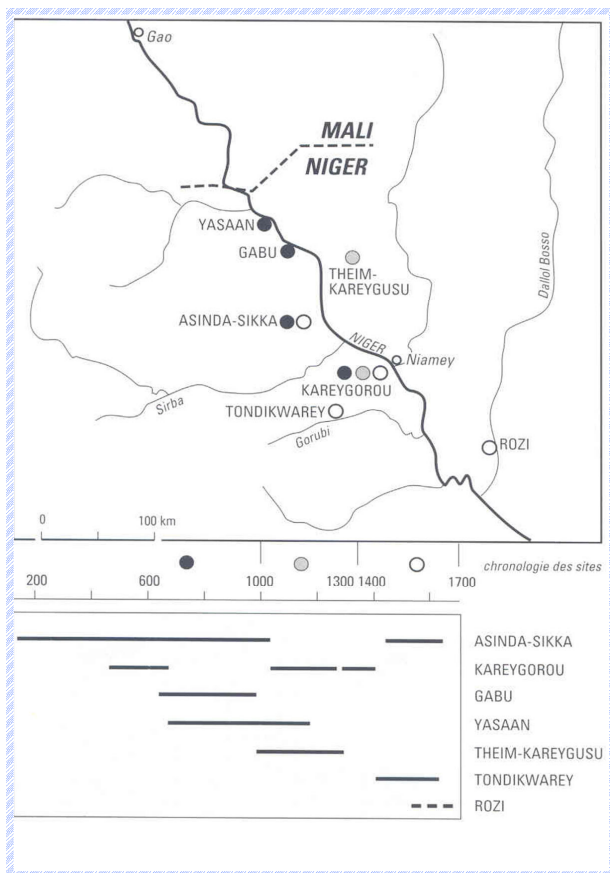 Gao
MALI
NIGER
YASAAN
GABU
THEIM-
KAREYGUSU
Dallol Bosso
ASINDA-SIKKA
NIGER
Niamey
KAREYGOROU
Sirba
TONDIKWAREY
Gorubi
ROZI
0 100 km
chronologie des sites
200 600 1000 1300 1400 1700
ASINDA-SIKKA
KAREYGOROU
GABU
YASAAN
THEIM-KAREYGUSU
TONDIKWAREY
ROZI